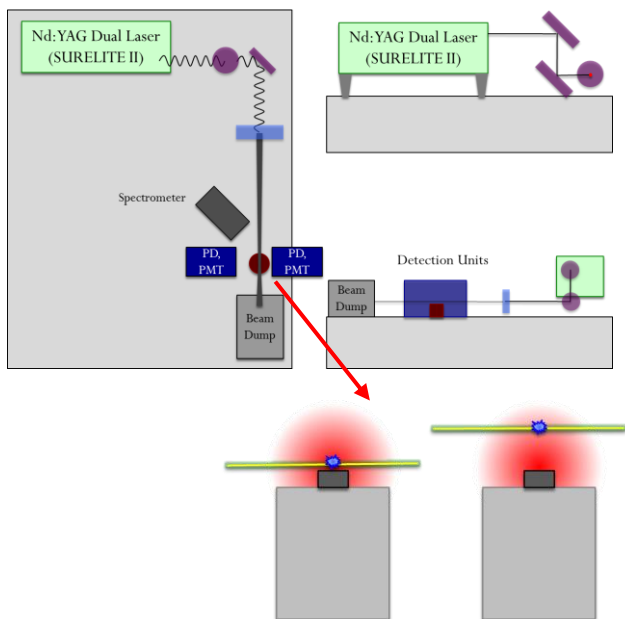 Nd:YAG Dual Laser
(SURELITE II)
Nd:YAG Dual Laser
(SURELITE II)
Spectrometer
PD,
PMT
PD,
PMT
Beam
Dump
Detection Units
Beam
Dump